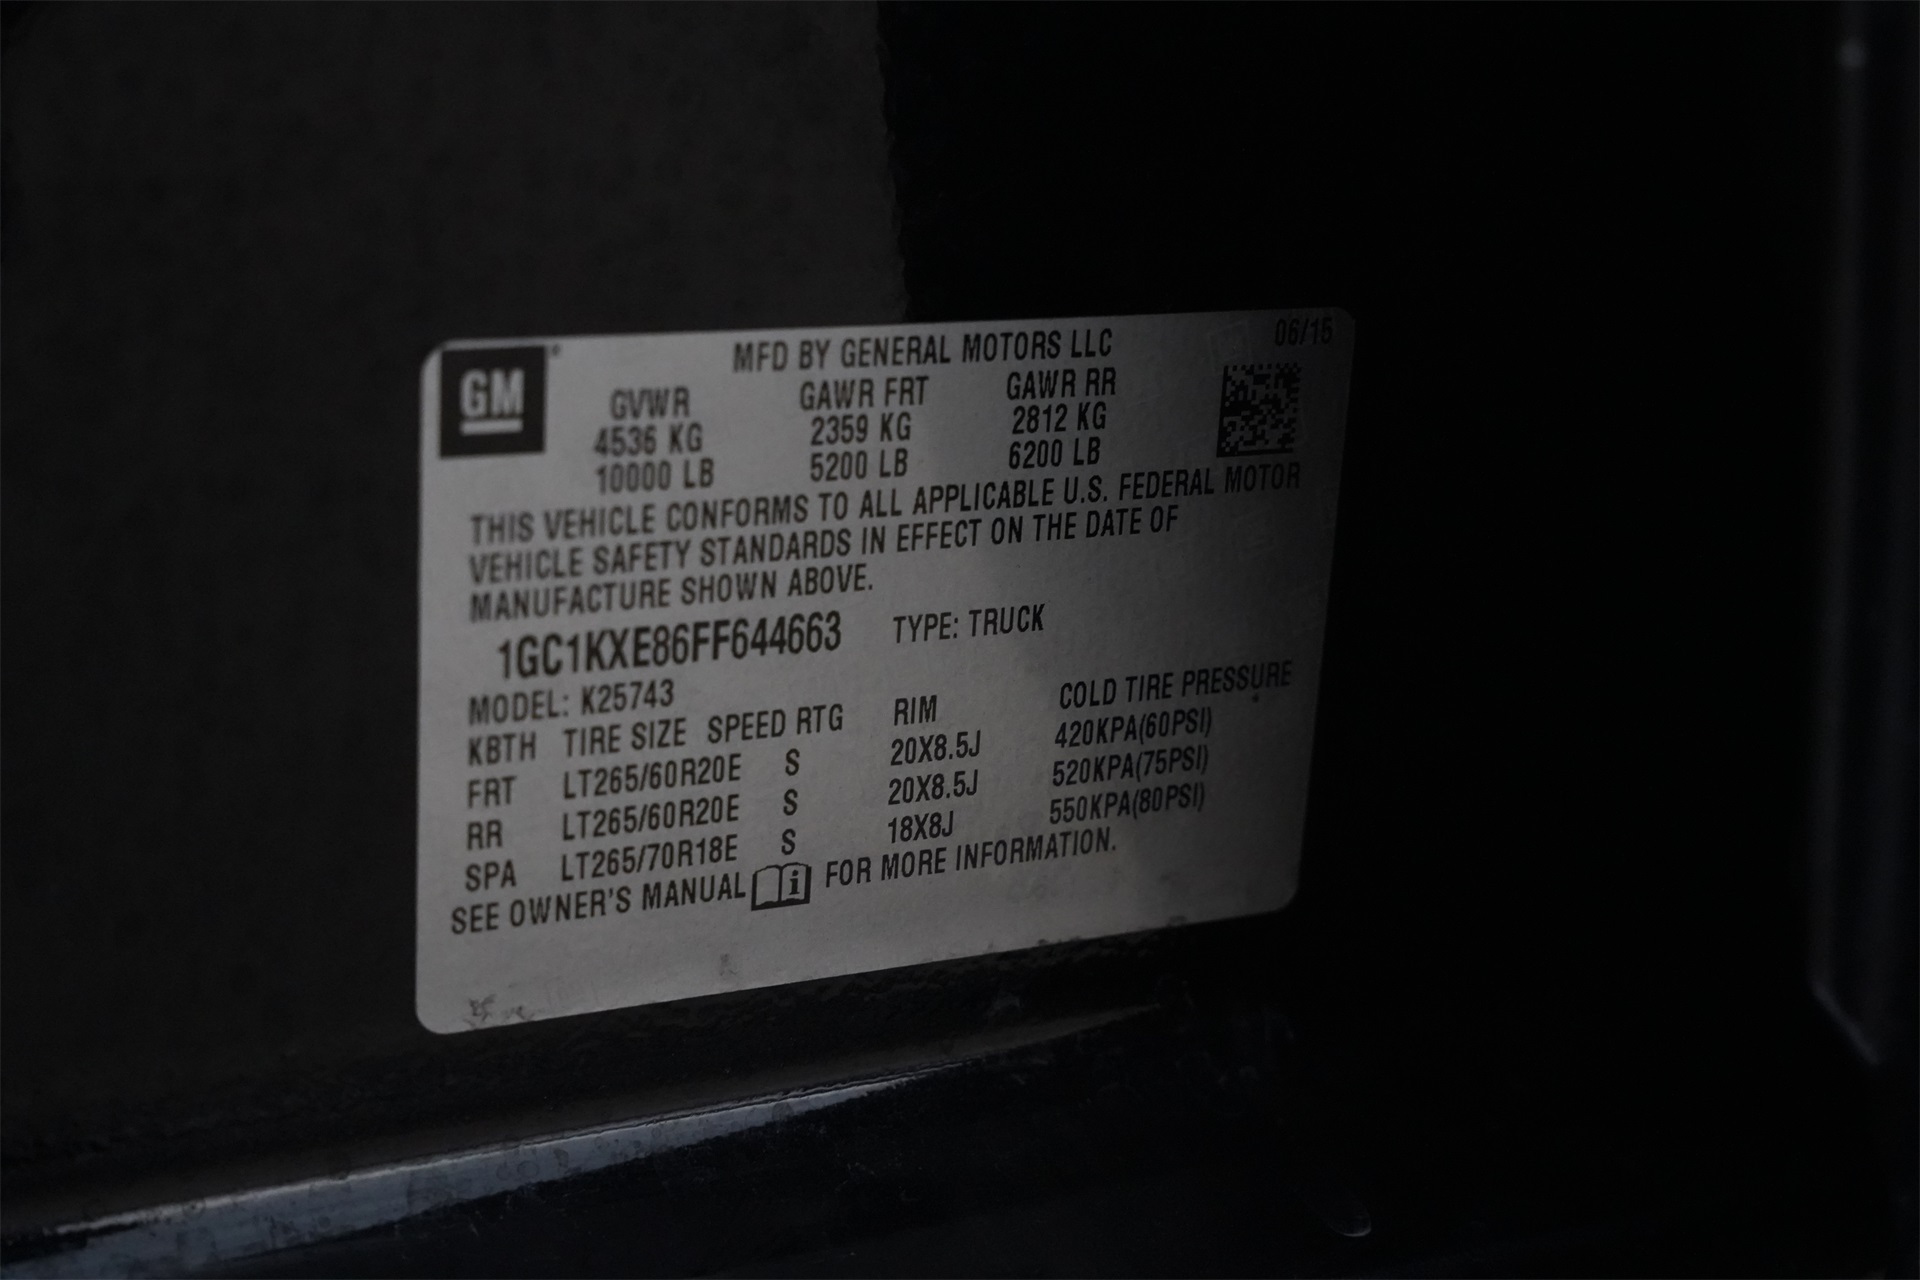 GM
MFD BY GENERAL MOTORS LLC 06/15
GVWR GAWR FRT GAWR RR
4536 KG 2359 KG 2812 KG
10000 LB 5200 LB 6200 LB
THIS VEHICLE CONFORMS TO ALL APPLICABLE U.S. FEDERAL MOTOR
VEHICLE SAFETY STANDARDS IN EFFECT ON THE DATE OF
MANUFACTURE SHOWN ABOVE.
1GC1KXE86FF644663 TYPE: TRUCK
MODEL: K25743
KBTH TIRE SIZE SPEED RTG RIM COLD TIRE PRESSURE
FRT LT265/60R20E S 20X8.5J 420KPA(60PSI)
RR LT265/60R20E S 20X8.5J 520KPA(75PSI)
SPA LT265/70R18E S 18X8J 550KPA(80PSI)
SEE OWNER'S MANUAL i FOR MORE INFORMATION.